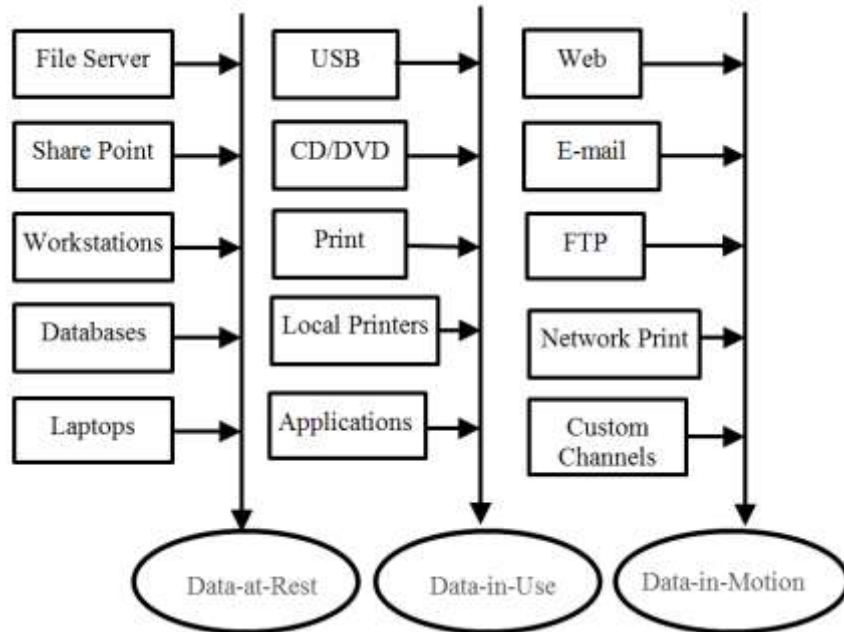 File Server
Share Point
Workstations
Databases
Laptops
Data-at-Rest
USB
CD/DVD
Print
Local Printers
Applications
Data-in-Use
Web
E-mail
FTP
Network Print
Custom
Channels
Data-in-Motion